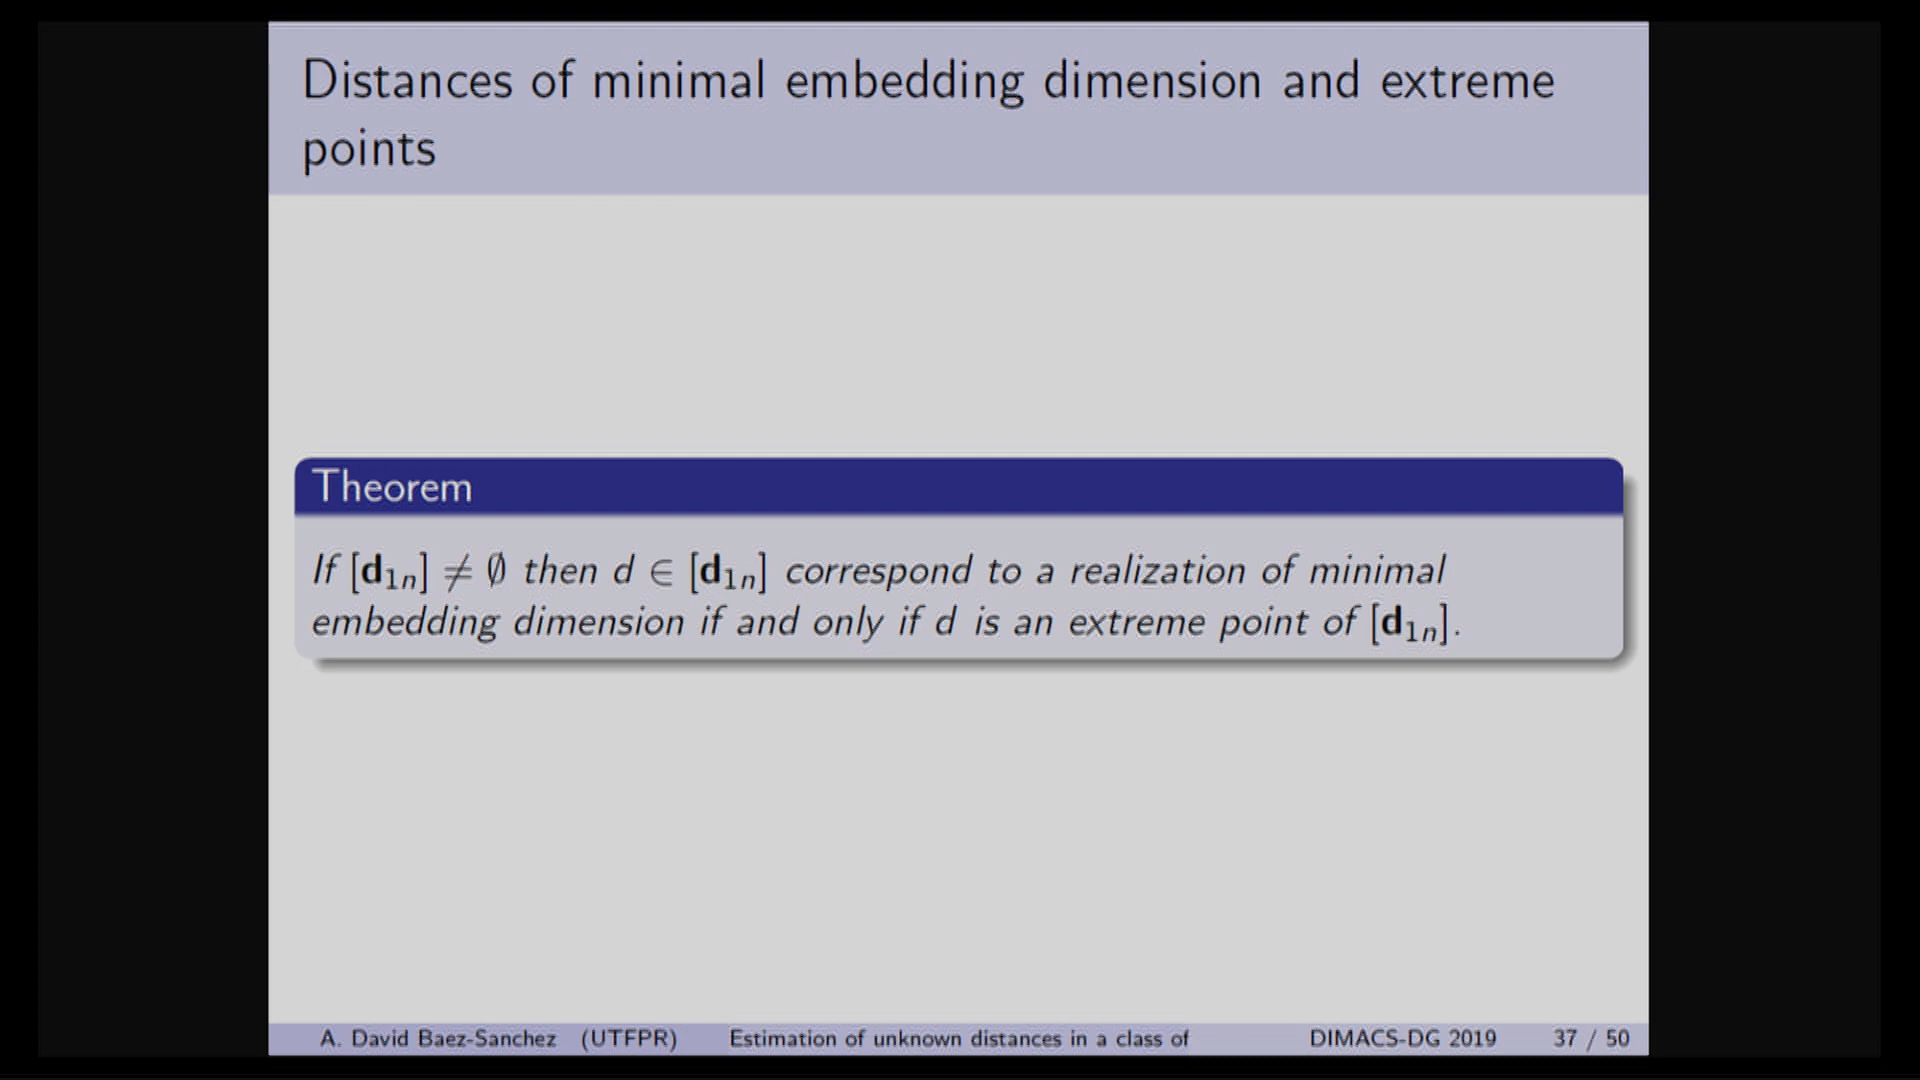 Distances of minimal embedding dimension and extreme
points
Theorem
If [d₁ₙ] ≠ ∅ then d ∈ [d₁ₙ] correspond to a realization of minimal
embedding dimension if and only if d is an extreme point of [d₁ₙ].
A. David Baez-Sanchez (UTFPR) Estimation of unknown distances in a class of DIMACS-DG 2019 37 / 50